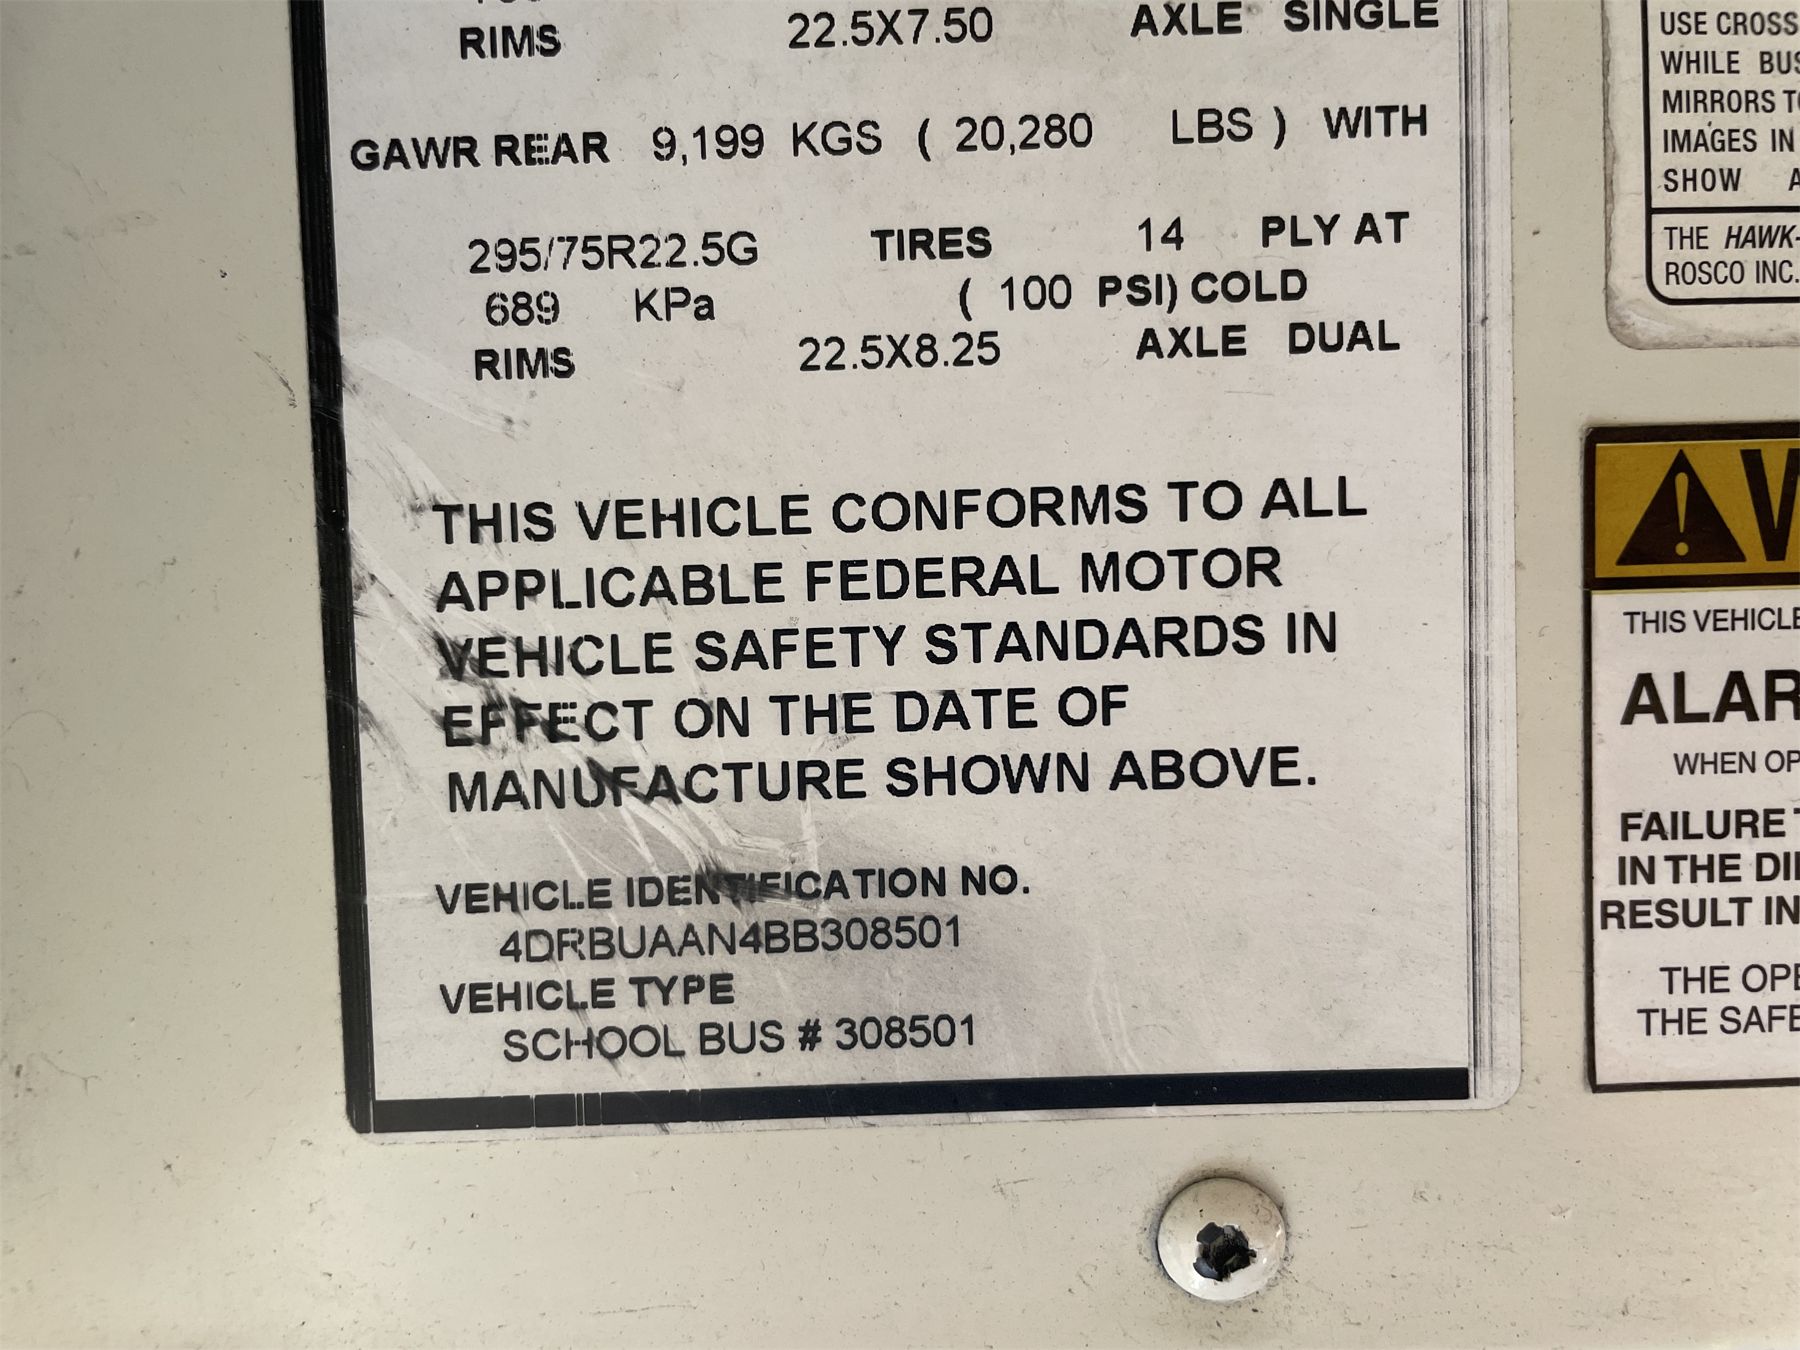 RIMS 22.5X7.50 AXLE SINGLE
GAWR REAR 9,199 KGS ( 20,280 LBS ) WITH
295/75R22.5G TIRES 14 PLY AT
689 KPa ( 100 PSI) COLD
RIMS 22.5X8.25 AXLE DUAL
THIS VEHICLE CONFORMS TO ALL
APPLICABLE FEDERAL MOTOR
VEHICLE SAFETY STANDARDS IN
EFFECT ON THE DATE OF
MANUFACTURE SHOWN ABOVE.
VEHICLE IDENTIFICATION NO.
4DRBUAAN4BB308501
VEHICLE TYPE
SCHOOL BUS # 308501
USE CROSS
WHILE BUS
MIRRORS TO
IMAGES IN
SHOW A
THE HAWK-
ROSCO INC.
THIS VEHICLE
ALAR
WHEN OP
FAILURE T
IN THE DI
RESULT IN
THE OPE
THE SAFE